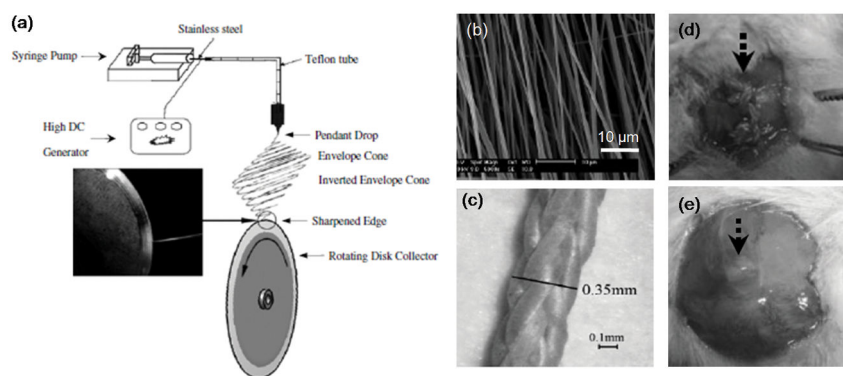 (a)
Stainless steel
Syringe Pump
Teflon tube
High DC
Generator
Pendant Drop
Envelope Cone
Inverted Envelope Cone
Sharpened Edge
Rotating Disk Collector
(b)
10 µm
(c)
0.35mm
0.1mm
(d)
(e)